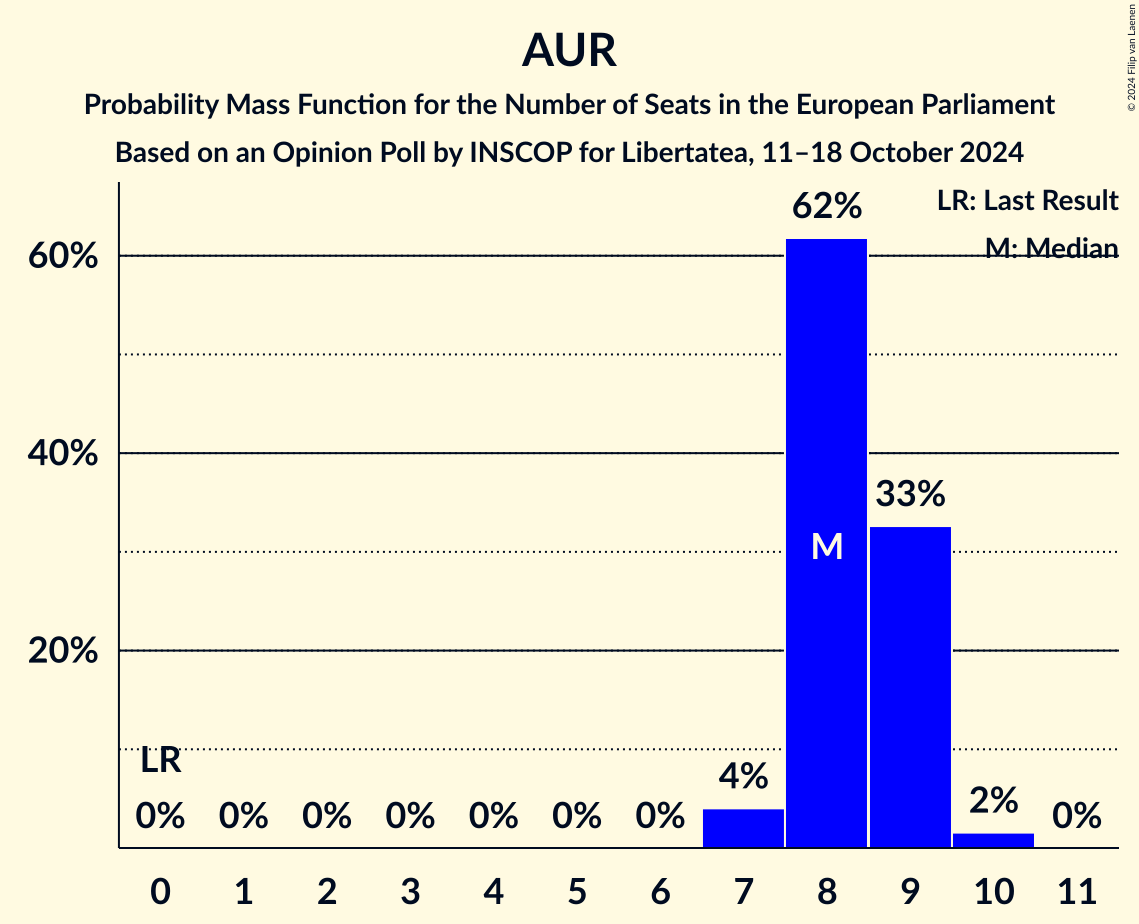 AUR
Probability Mass Function for the Number of Seats in the European Parliament
Based on an Opinion Poll by INSCOP for Libertatea, 11–18 October 2024
© 2024 Filip van Laenen
LR: Last Result
M: Median
62%
60%
40%
33%
M
20%
LR
4%
2%
0% 0% 0% 0% 0% 0% 0% 0%
0 1 2 3 4 5 6 7 8 9 10 11